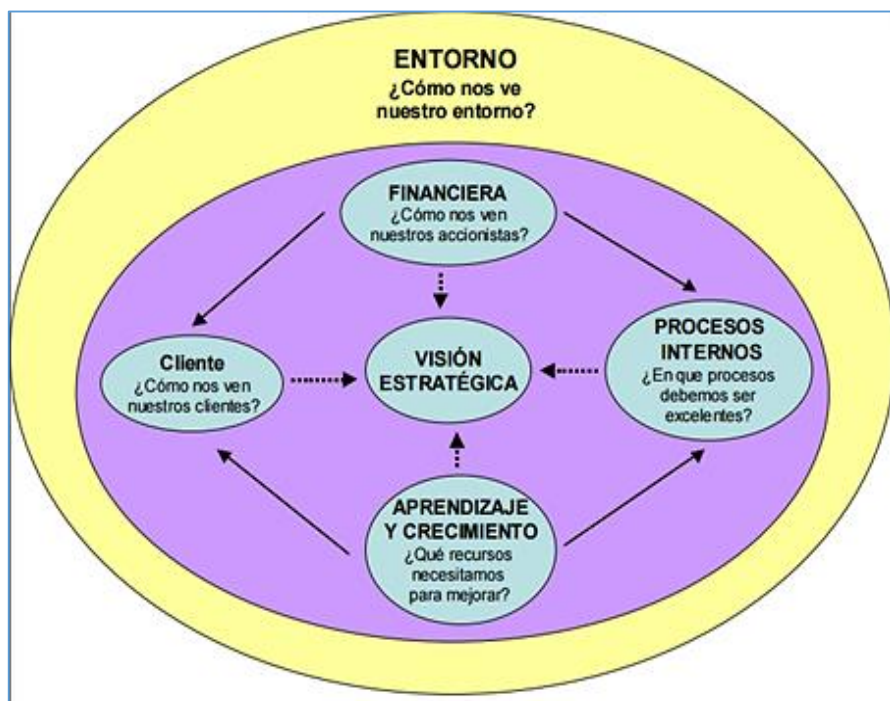 ENTORNO
¿Cómo nos ve
nuestro entorno?
FINANCIERA
¿Cómo nos ven
nuestros accionistas?
Cliente
¿Cómo nos ven
nuestros clientes?
VISIÓN
ESTRATÉGICA
PROCESOS
INTERNOS
¿En que procesos
debemos ser
excelentes?
APRENDIZAJE
Y CRECIMIENTO
¿Qué recursos
necesitamos
para mejorar?